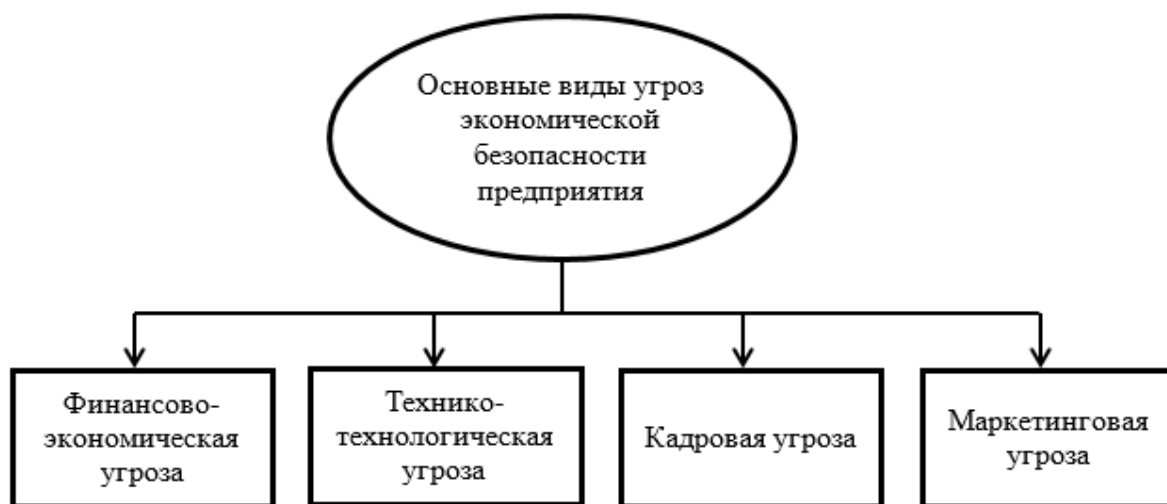 Основные виды угроз
экономической
безопасности
предприятия
Финансово-
экономическая
угроза
Технико-
технологическая
угроза
Кадровая угроза
Маркетинговая
угроза